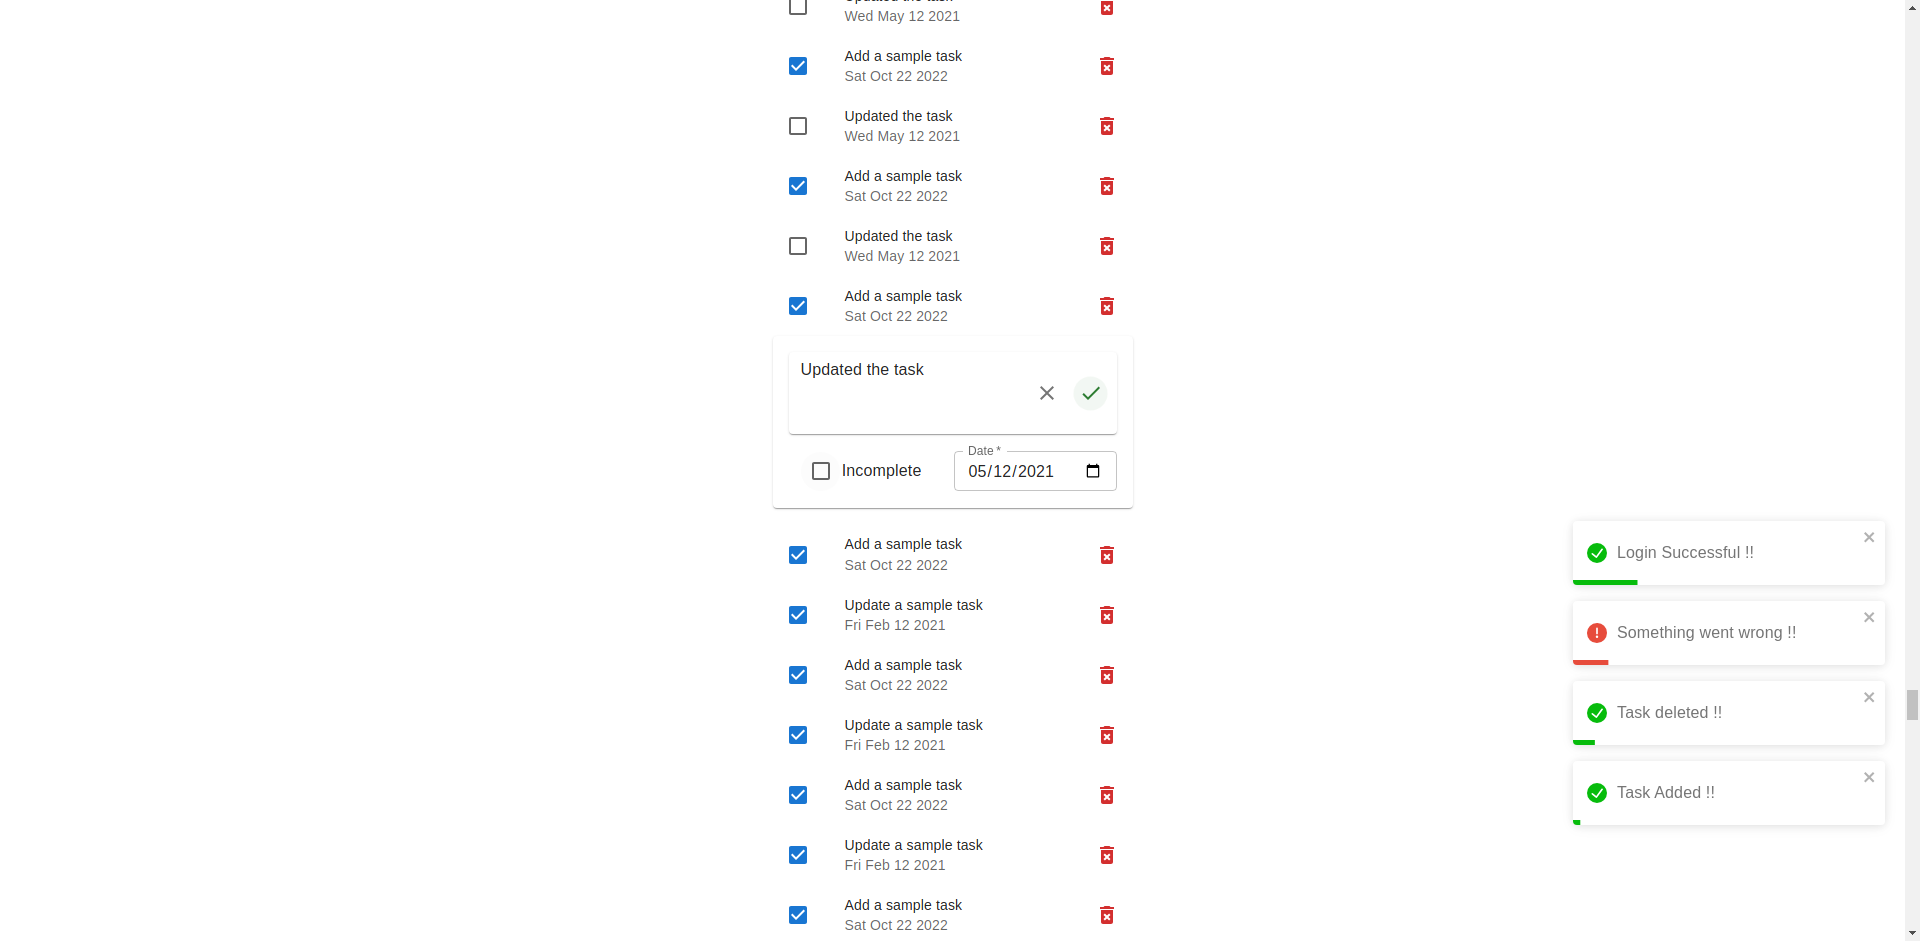 Updated the task
Wed May 12 2021
Add a sample task
Sat Oct 22 2022
Updated the task
Wed May 12 2021
Add a sample task
Sat Oct 22 2022
Updated the task
Wed May 12 2021
Add a sample task
Sat Oct 22 2022
Updated the task
Incomplete
Date *
05/12/2021
Add a sample task
Sat Oct 22 2022
Update a sample task
Fri Feb 12 2021
Add a sample task
Sat Oct 22 2022
Update a sample task
Fri Feb 12 2021
Add a sample task
Sat Oct 22 2022
Update a sample task
Fri Feb 12 2021
Add a sample task
Sat Oct 22 2022
Login Successful !!
Something went wrong !!
Task deleted !!
Task Added !!